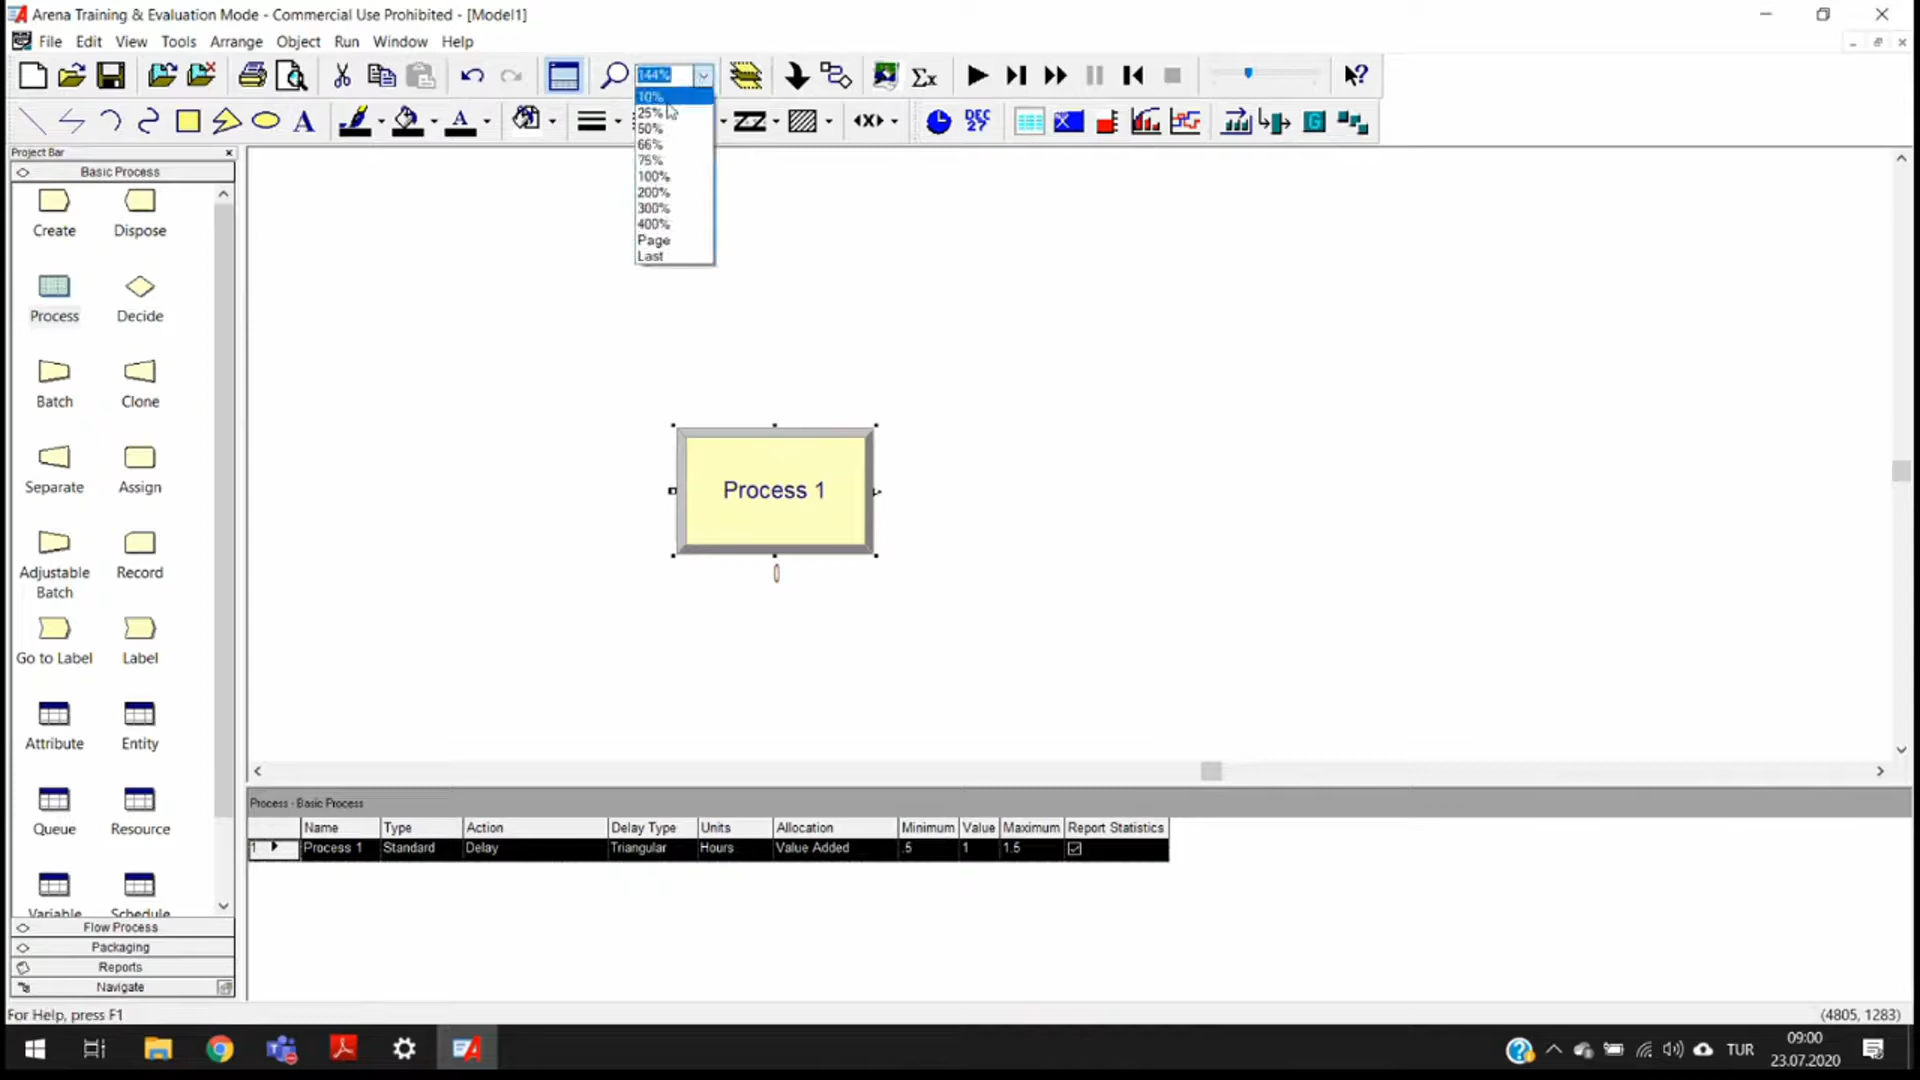 Arena Training & Evaluation Mode - Commercial Use Prohibited - [Model1]
File Edit View Tools Arrange Object Run Window Help
144%
10%
25%
50%
66%
75%
100%
200%
300%
400%
Page
Last
DEC 27
Project Bar
Basic Process
Create Dispose
Process Decide
Batch Clone
Separate Assign
Adjustable Batch Record
Go to Label Label
Attribute Entity
Queue Resource
Variable Schedule
Flow Process
Packaging
Reports
Navigate
Process 1
Process - Basic Process
Name Type Action Delay Type Units Allocation Minimum Value Maximum Report Statistics
1 Process 1 Standard Delay Triangular Hours Value Added .5 1 1.5
For Help, press F1
(4805, 1283)
TUR
09:00
23.07.2020